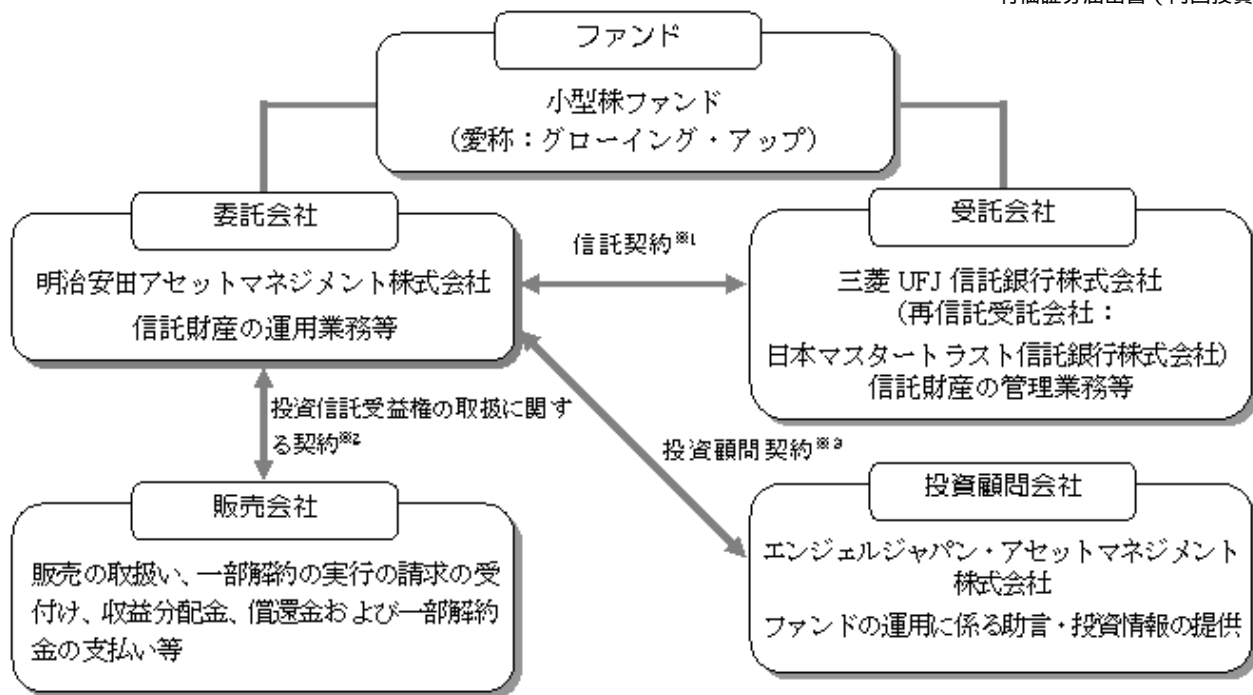 ファンド
小型株ファンド
（愛称：グローイング・アップ）
委託会社
明治安田アセットマネジメント株式会社
信託財産の運用業務等
信託契約※1
受託会社
三菱 UFJ 信託銀行株式会社
（再信託受託会社：
日本マスタートラスト信託銀行株式会社）
信託財産の管理業務等
投資信託受益権の取扱に関す
る契約※2
投資顧問契約※3
販売会社
販売の取扱い、一部解約の実行の請求の受
付け、収益分配金、償還金および一部解約
金の支払い等
投資顧問会社
エンジェルジャパン・アセットマネジメント
株式会社
ファンドの運用に係る助言・投資情報の提供